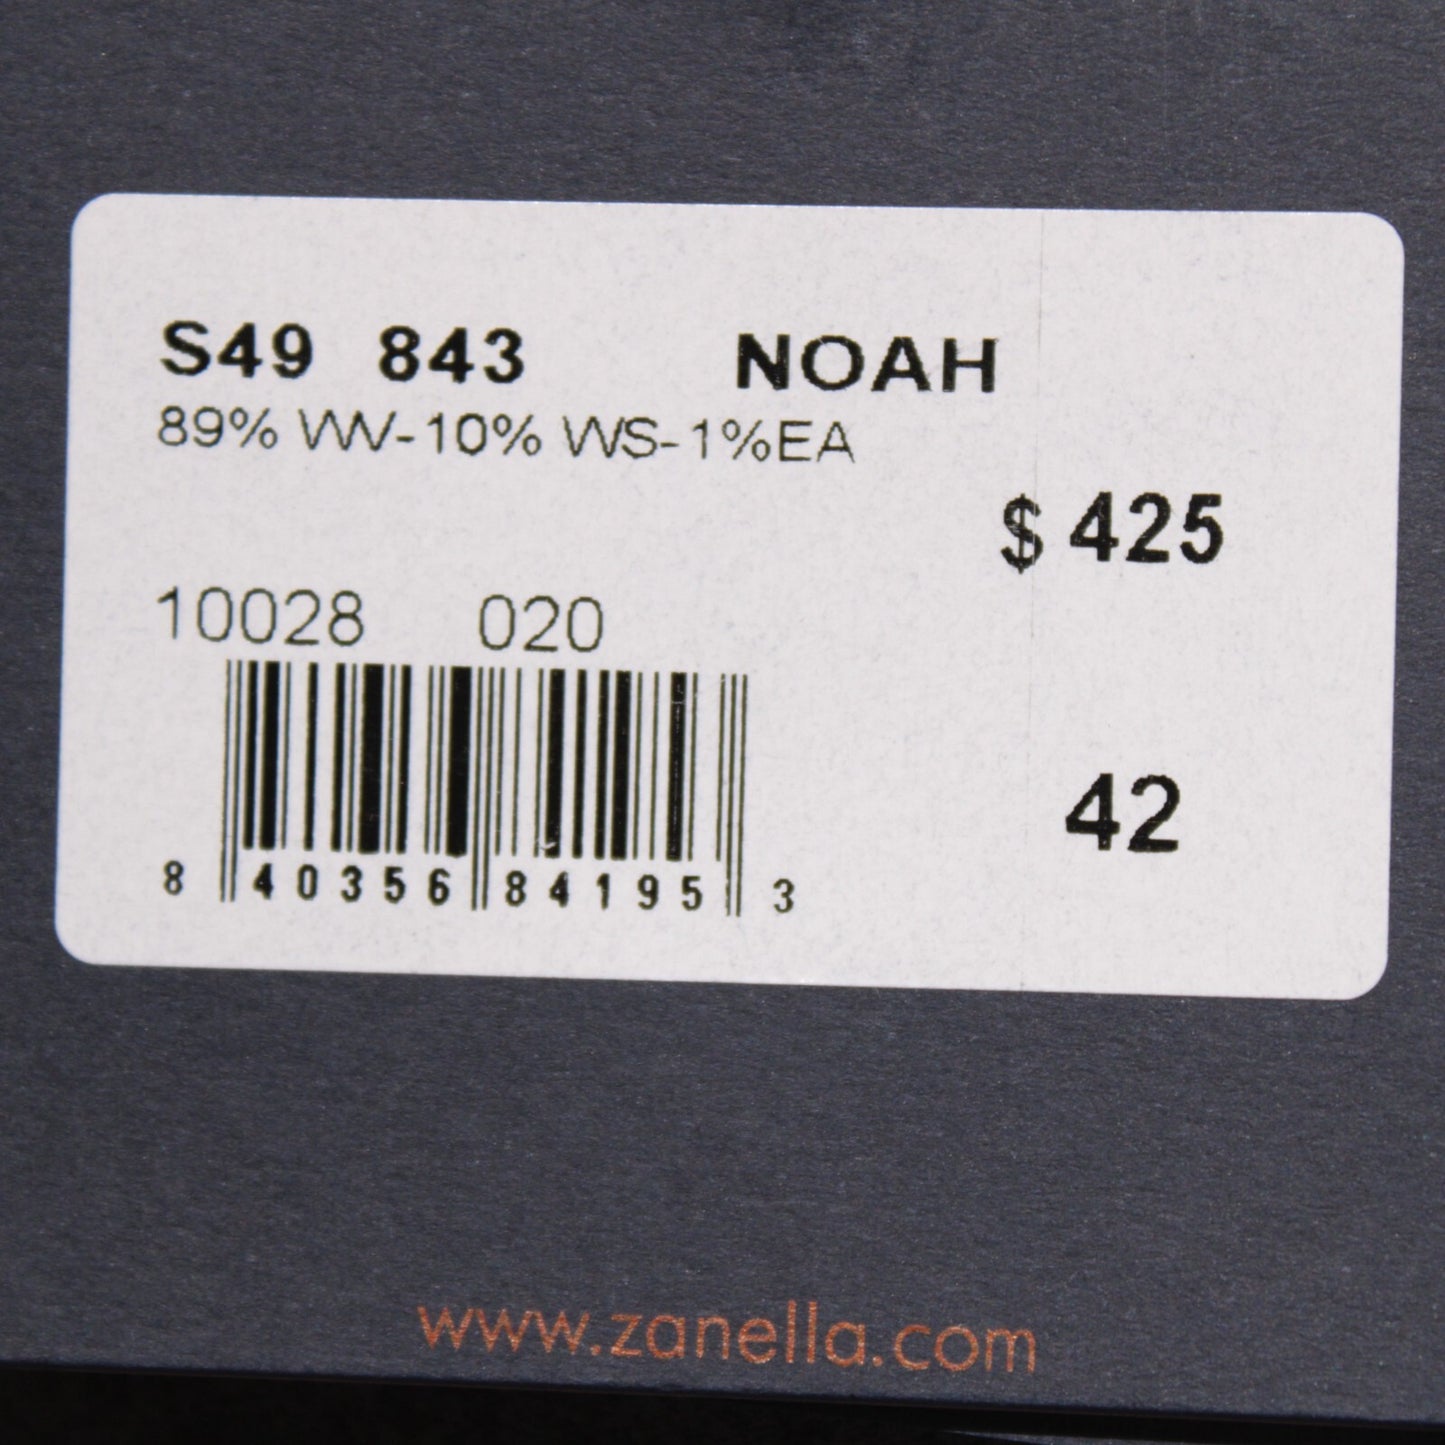 S49 843 NOAH
89% WV-10% WS-1%EA
$ 425
10028 020
8 40356 84195 3
42
www.zanella.com